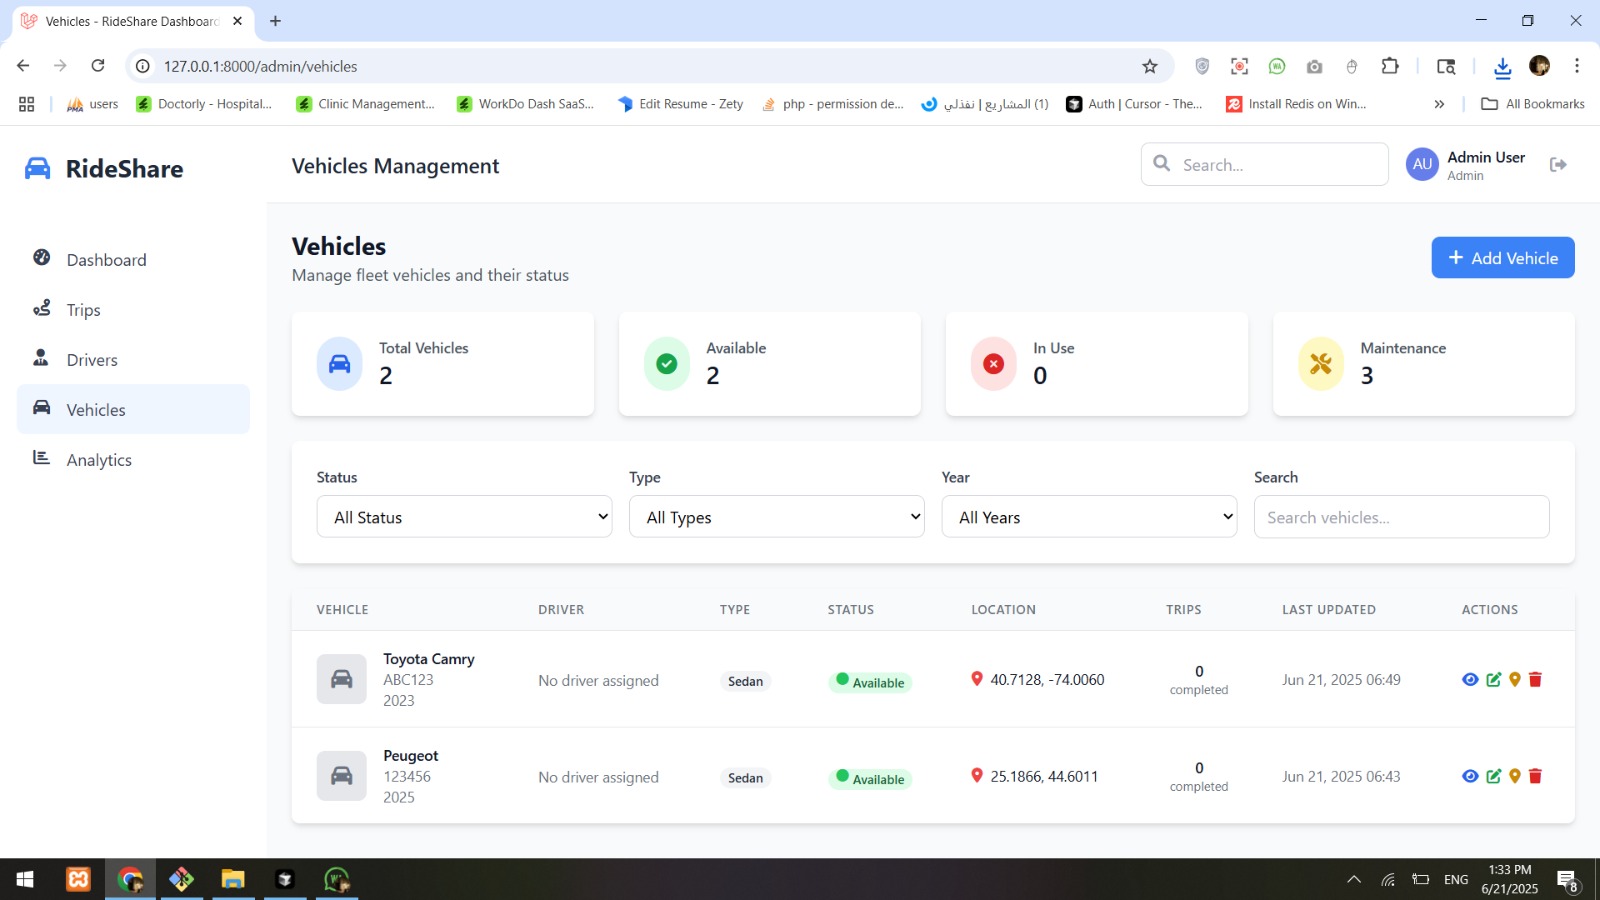 Vehicles - RideShare Dashboard
127.0.0.1:8000/admin/vehicles
users
Doctorly - Hospital...
Clinic Management...
WorkDo Dash SaaS...
Edit Resume - Zety
php - permission de...
(1) المشاريع | نفذلي
Auth | Cursor - The...
Install Redis on Win...
All Bookmarks
RideShare
Vehicles Management
Search...
AU
Admin User
Admin
Dashboard
Trips
Drivers
Vehicles
Analytics
Vehicles
Manage fleet vehicles and their status
Add Vehicle
Total Vehicles
2
Available
2
In Use
0
Maintenance
3
Status
Type
Year
Search
All Status
All Types
All Years
Search vehicles...
VEHICLE DRIVER TYPE STATUS LOCATION TRIPS LAST UPDATED ACTIONS
Toyota Camry
ABC123
2023
No driver assigned
Sedan
Available
40.7128, -74.0060
0
completed
Jun 21, 2025 06:49
Peugeot
123456
2025
No driver assigned
Sedan
Available
25.1866, 44.6011
0
completed
Jun 21, 2025 06:43
ENG
1:33 PM
6/21/2025
8